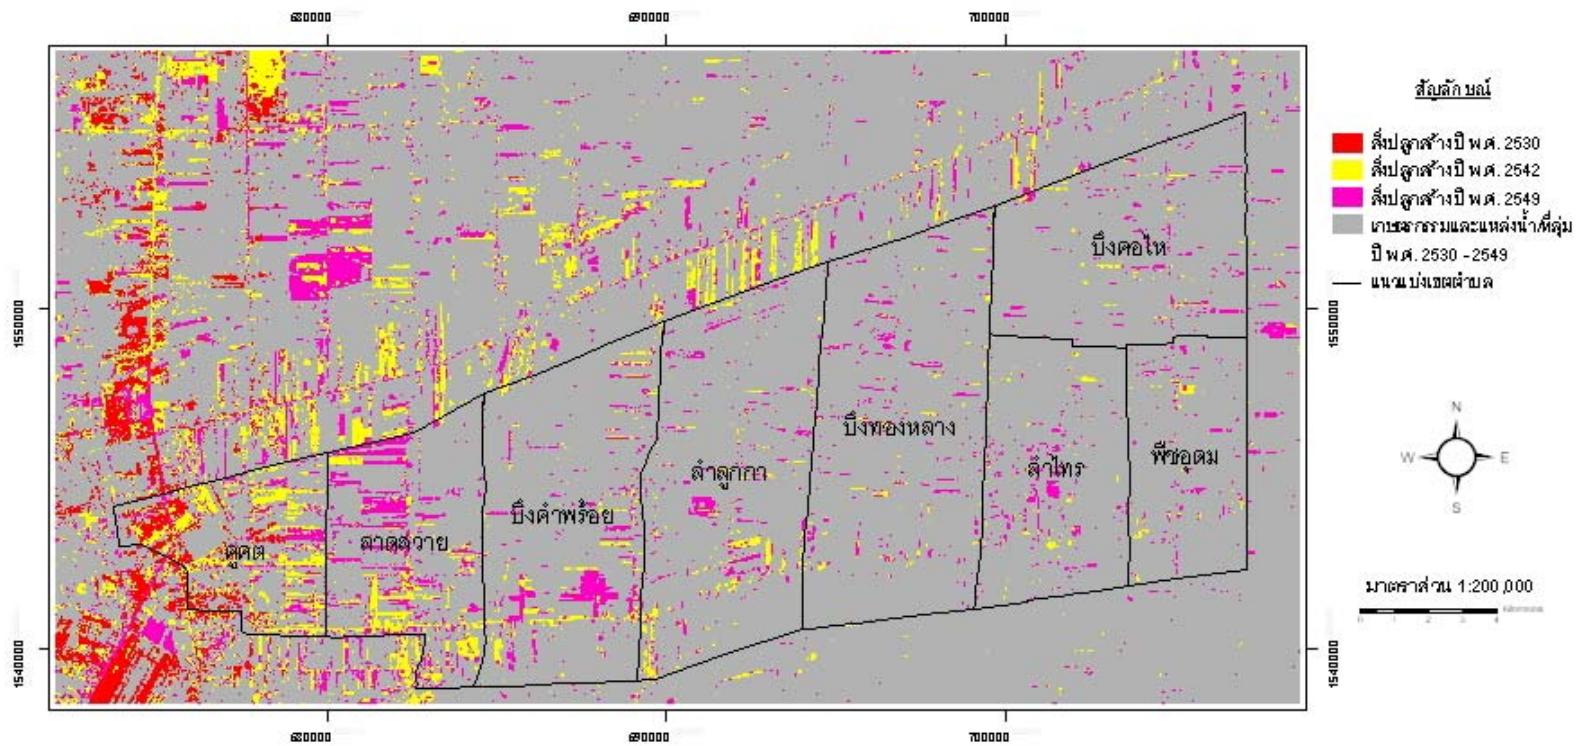 680000 690000 700000
สัญลักษณ์
สิ่งปลูกสร้างปี พ.ศ. 2530
สิ่งปลูกสร้างปี พ.ศ. 2542
สิ่งปลูกสร้างปี พ.ศ. 2549
เกษตรกรรมและแหล่งน้ำ/ที่ลุ่ม
ปี พ.ศ. 2530 -2549
แนวแบ่งเขตตำบล
บึงคอไห
1550000 1550000
บึงทองหลาง
ลำไทร
พืชอุดม
ลำลูกกา
บึงคำพร้อย
ลาดสวาย
คูคต
N
W E
S
มาตราส่วน 1:200,000
0 1 2 3 4
1540000 1540000
680000 690000 700000